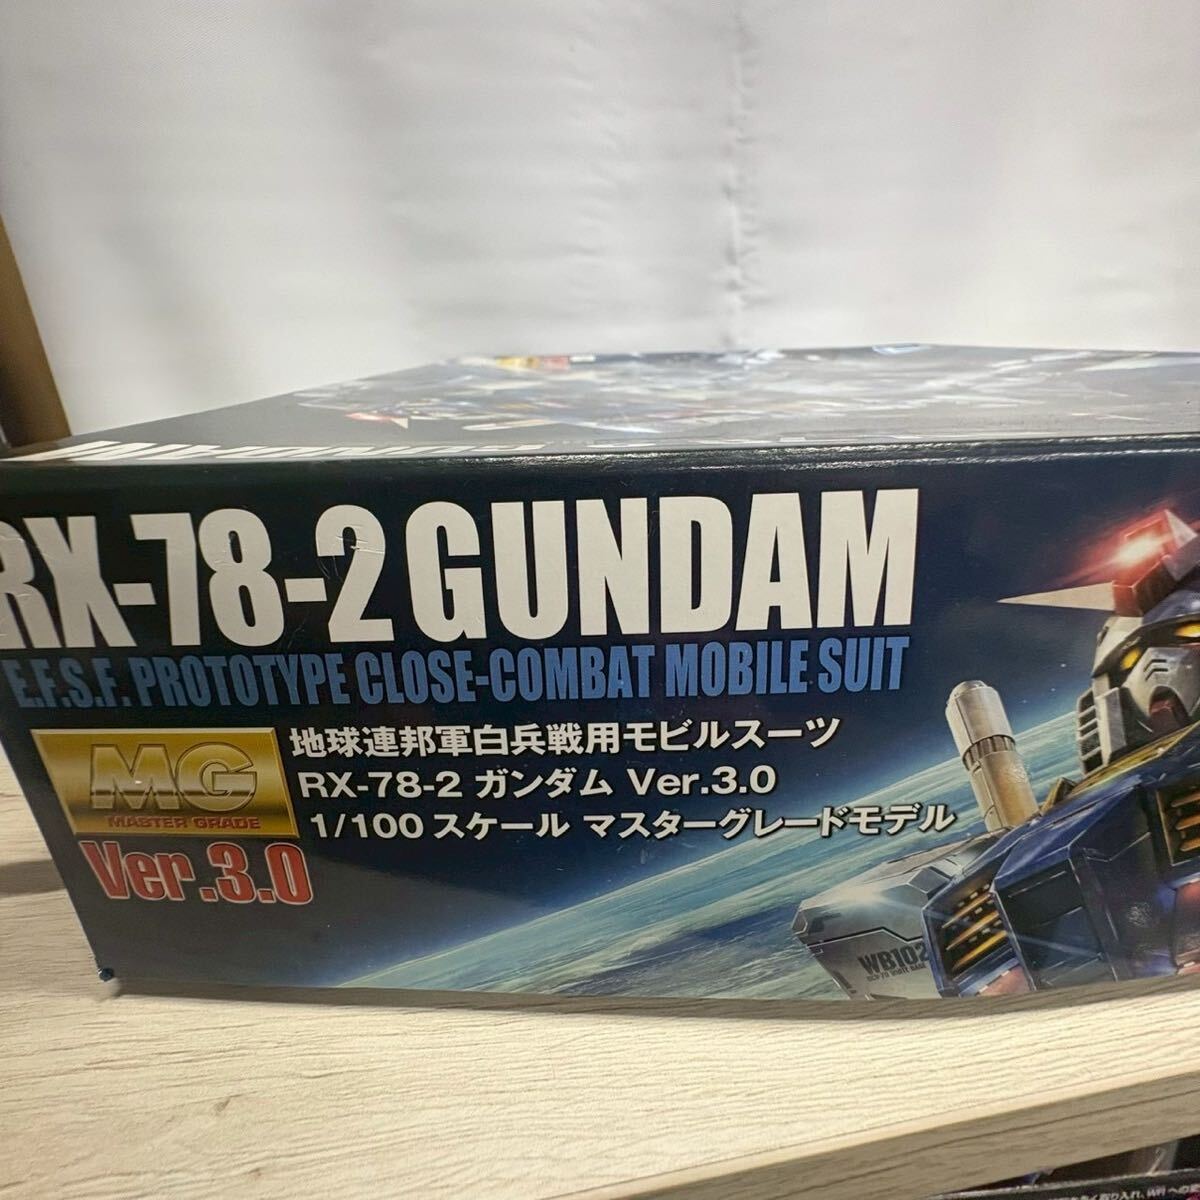 RX-78-2 GUNDAM
E.F.S.F. PROTOTYPE CLOSE-COMBAT MOBILE SUIT
MG
MASTER GRADE
Ver.3.0
地球連邦軍白兵戦用モビルスーツ
RX-78-2 ガンダム Ver.3.0
1/100スケール マスターグレードモデル
WB102